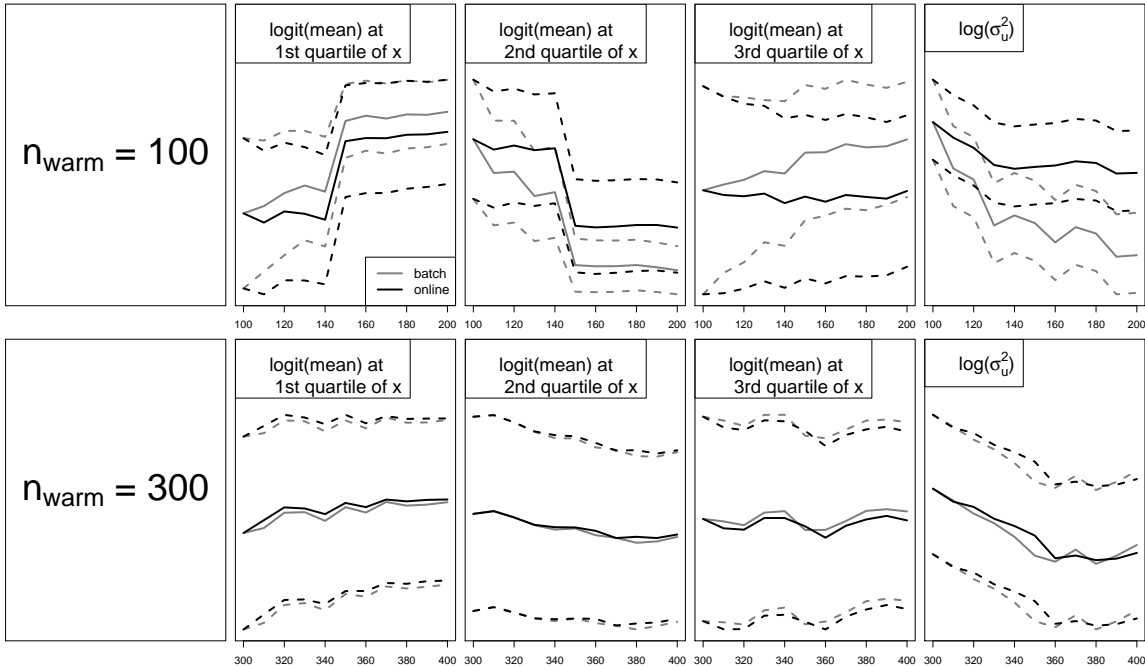 n_warm = 100
logit(mean) at
1st quartile of x
logit(mean) at
2nd quartile of x
logit(mean) at
3rd quartile of x
log(σ_u^2)
batch
online
100 120 140 160 180 200
100 120 140 160 180 200
100 120 140 160 180 200
100 120 140 160 180 200
n_warm = 300
logit(mean) at
1st quartile of x
logit(mean) at
2nd quartile of x
logit(mean) at
3rd quartile of x
log(σ_u^2)
300 320 340 360 380 400
300 320 340 360 380 400
300 320 340 360 380 400
300 320 340 360 380 400